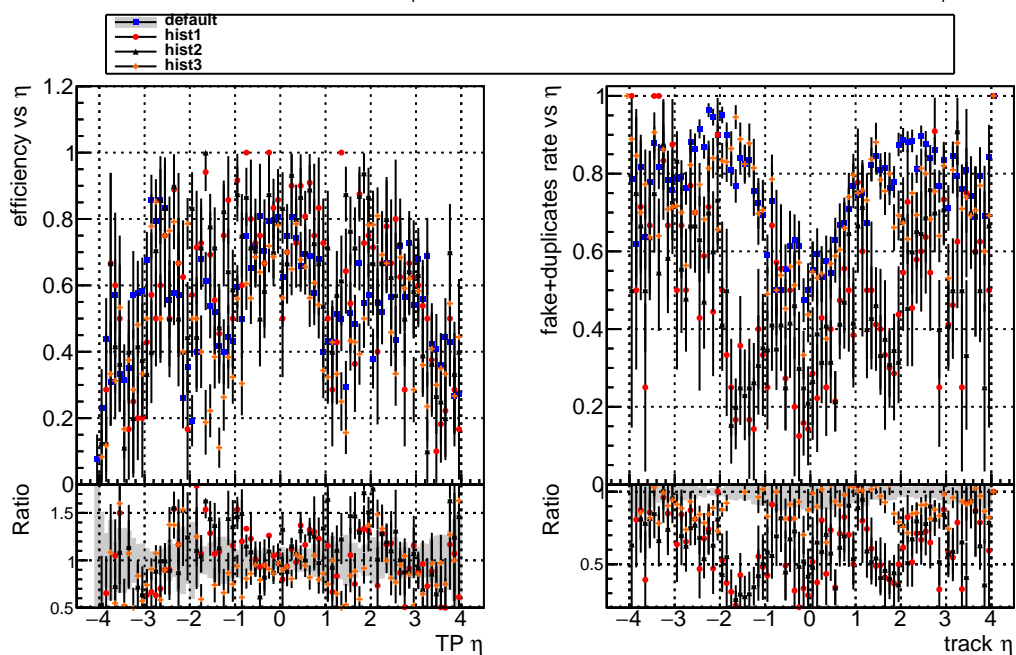 default
hist1
hist2
hist3
efficiency vs η
1.2
1
0.8
0.6
0.4
0.2
0
Ratio
1.5
1
0.5
−4 −3 −2 −1 0 1 2 3 4
TP η
fake+duplicates rate vs η
1
0.8
0.6
0.4
0.2
0
Ratio
0.5
−4 −3 −2 −1 0 1 2 3 4
track η